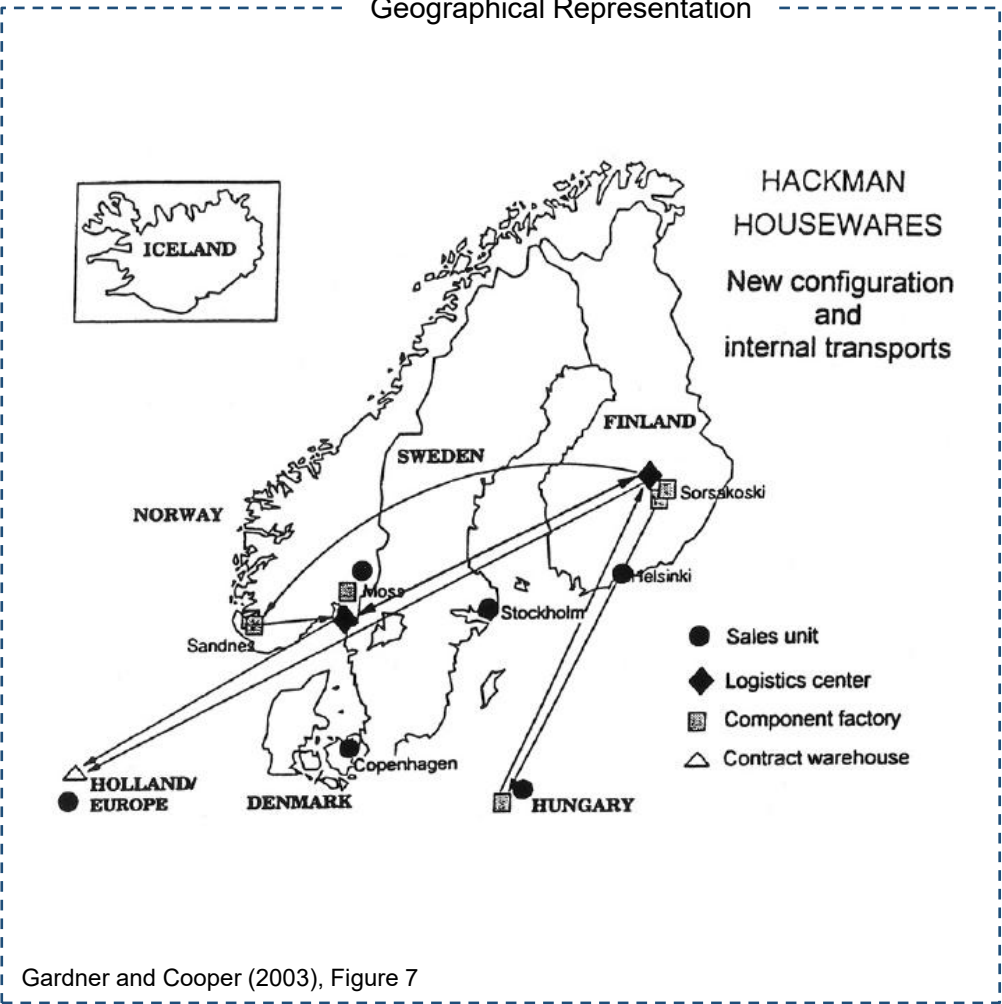 Geographical Representation
HACKMAN
HOUSEWARES
New configuration
and
internal transports
ICELAND
FINLAND
SWEDEN
Sorsakoski
NORWAY
Helsinki
Moss
Stockholm
Sandnes
Sales unit
Logistics center
Component factory
Contract warehouse
Copenhagen
HOLLAND/
EUROPE
DENMARK
HUNGARY
Gardner and Cooper (2003), Figure 7